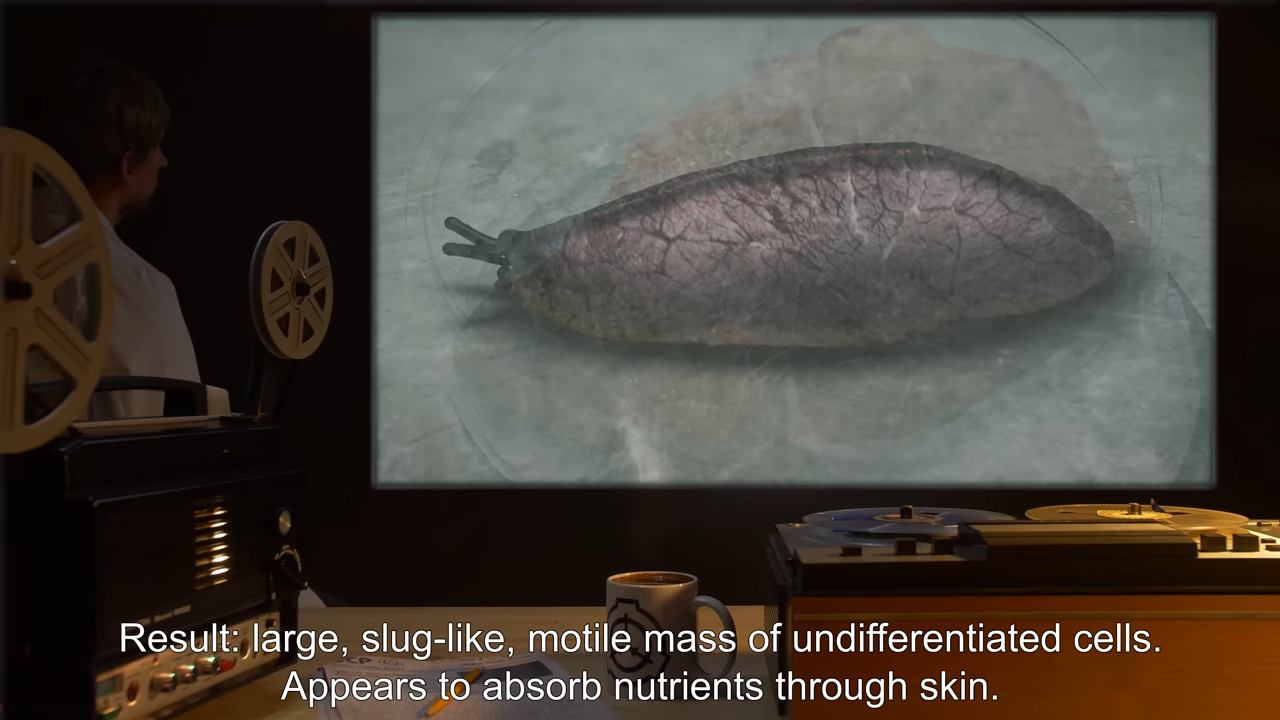 Result: large, slug-like, motile mass of undifferentiated cells.
Appears to absorb nutrients through skin.